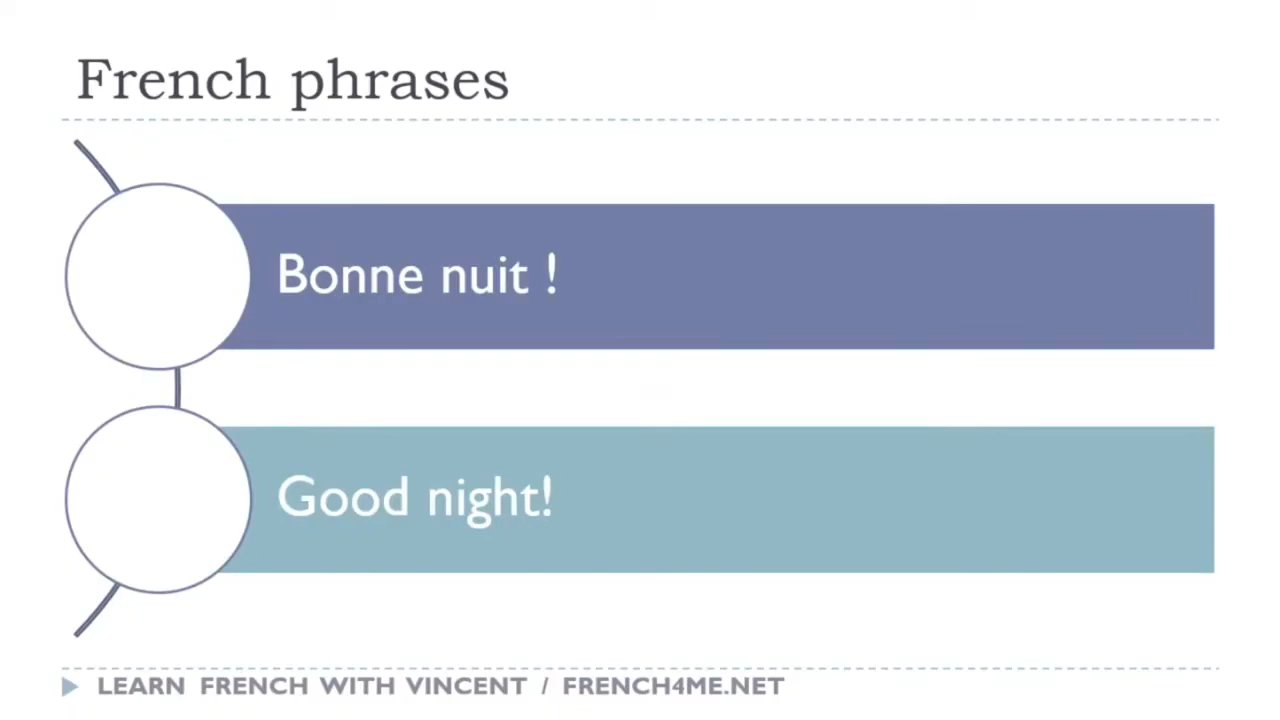 French phrases
Bonne nuit !
Good night!
LEARN FRENCH WITH VINCENT / FRENCH4ME.NET